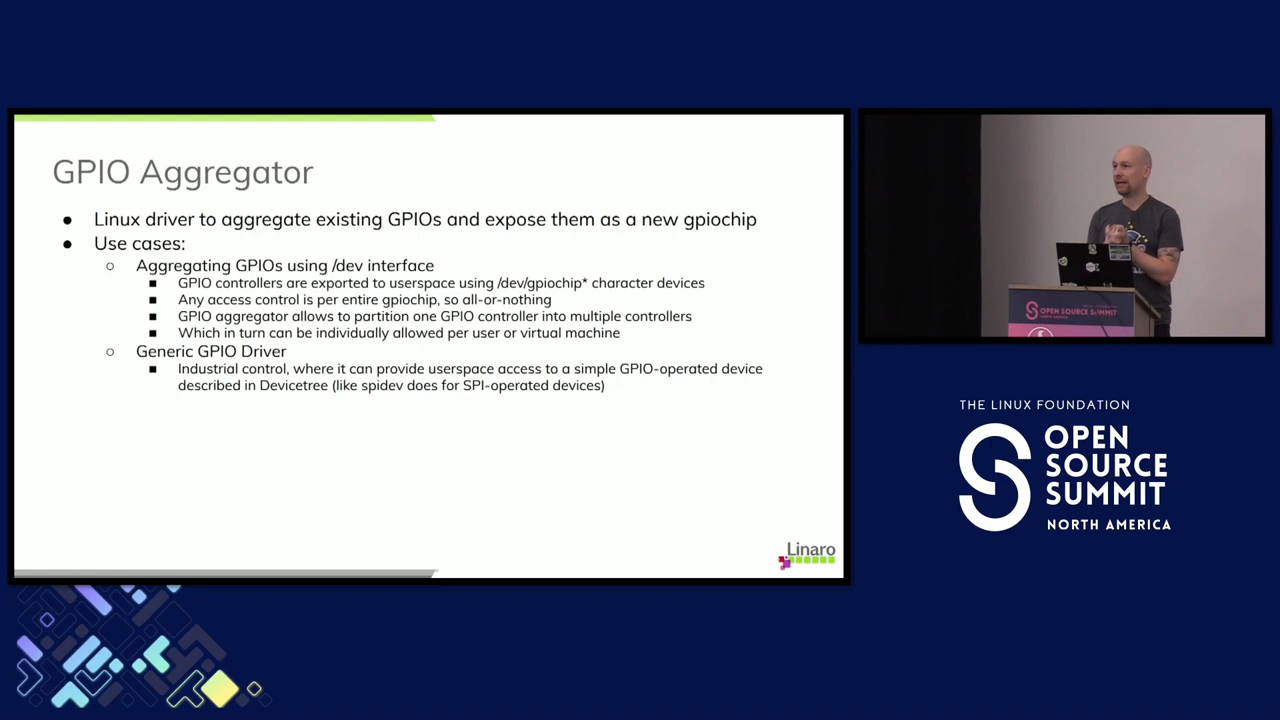 GPIO Aggregator
● Linux driver to aggregate existing GPIOs and expose them as a new gpiochip
● Use cases:
○ Aggregating GPIOs using /dev interface
■ GPIO controllers are exported to userspace using /dev/gpiochip* character devices
■ Any access control is per entire gpiochip, so all-or-nothing
■ GPIO aggregator allows to partition one GPIO controller into multiple controllers
■ Which in turn can be individually allowed per user or virtual machine
○ Generic GPIO Driver
■ Industrial control, where it can provide userspace access to a simple GPIO-operated device
described in Devicetree (like spidev does for SPI-operated devices)
Linaro
OPEN SOURCE SUMMIT
THE LINUX FOUNDATION
OPEN
SOURCE
SUMMIT
NORTH AMERICA